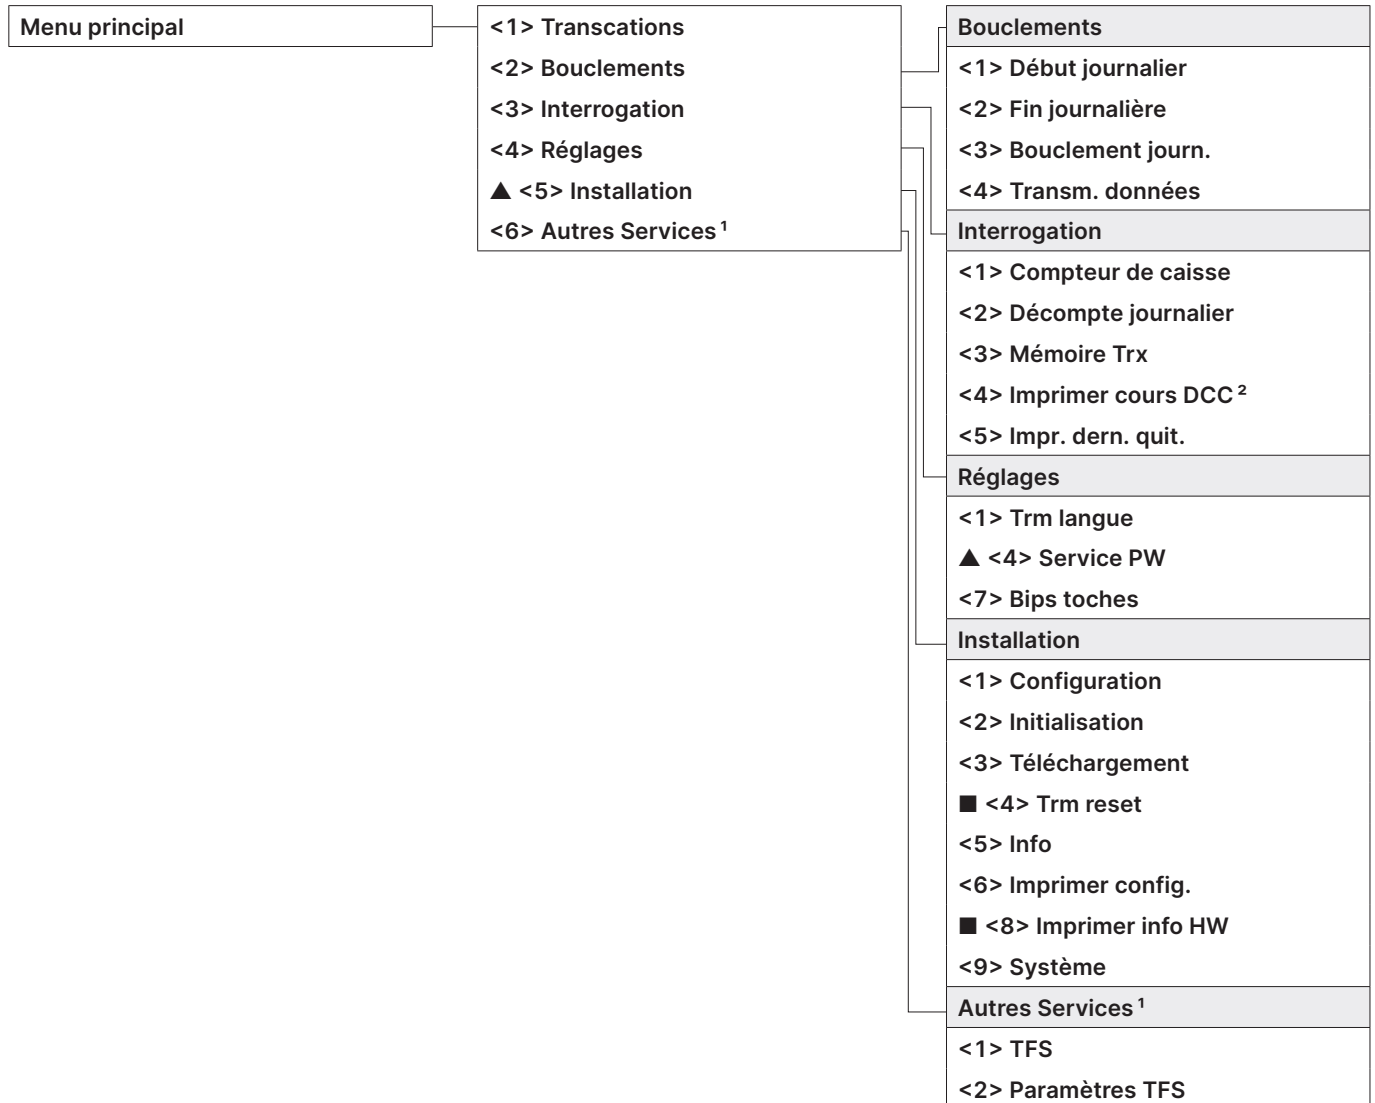 Menu principal
<1> Transcations
<2> Bouclements
<3> Interrogation
<4> Réglages
▲ <5> Installation
<6> Autres Services ¹
Bouclements
<1> Début journalier
<2> Fin journalière
<3> Bouclement journ.
<4> Transm. données
Interrogation
<1> Compteur de caisse
<2> Décompte journalier
<3> Mémoire Trx
<4> Imprimer cours DCC ²
<5> Impr. dern. quit.
Réglages
<1> Trm langue
▲ <4> Service PW
<7> Bips toches
Installation
<1> Configuration
<2> Initialisation
<3> Téléchargement
■ <4> Trm reset
<5> Info
<6> Imprimer config.
■ <8> Imprimer info HW
<9> Système
Autres Services ¹
<1> TFS
<2> Paramètres TFS